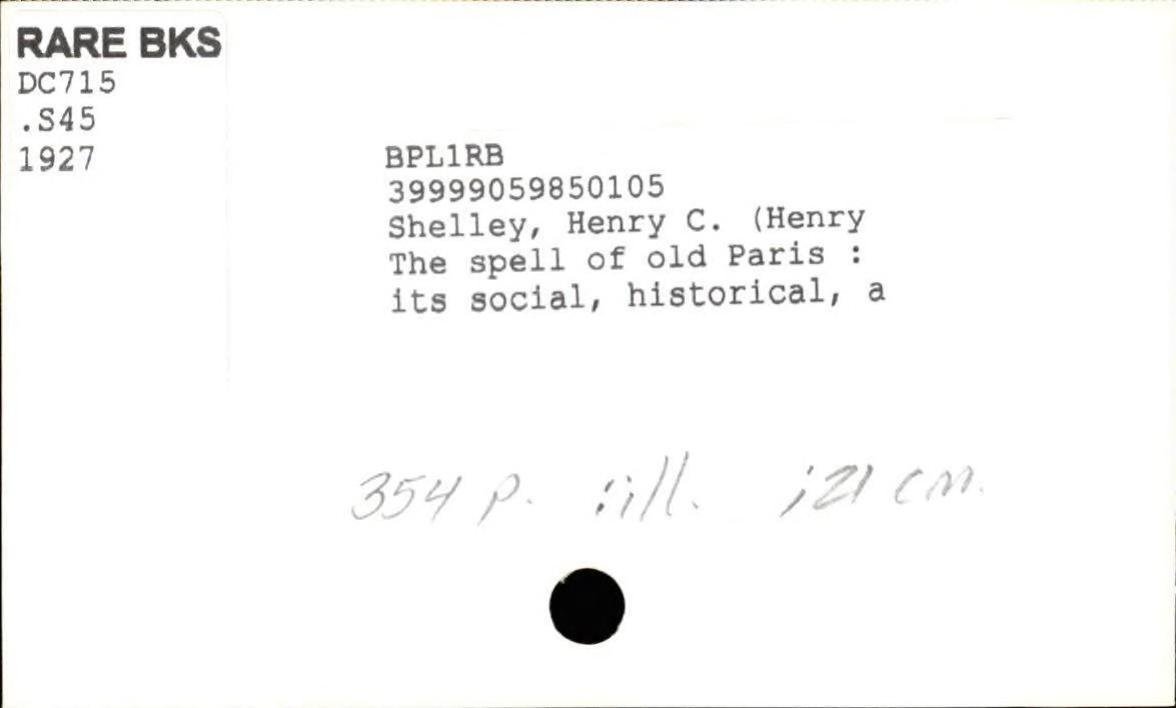 RARE BKS
DC715
.S45
1927
BPL1RB
39999059850105
Shelley, Henry C. (Henry
The spell of old Paris :
its social, historical, a
354 p. :ill. ;21 cm.